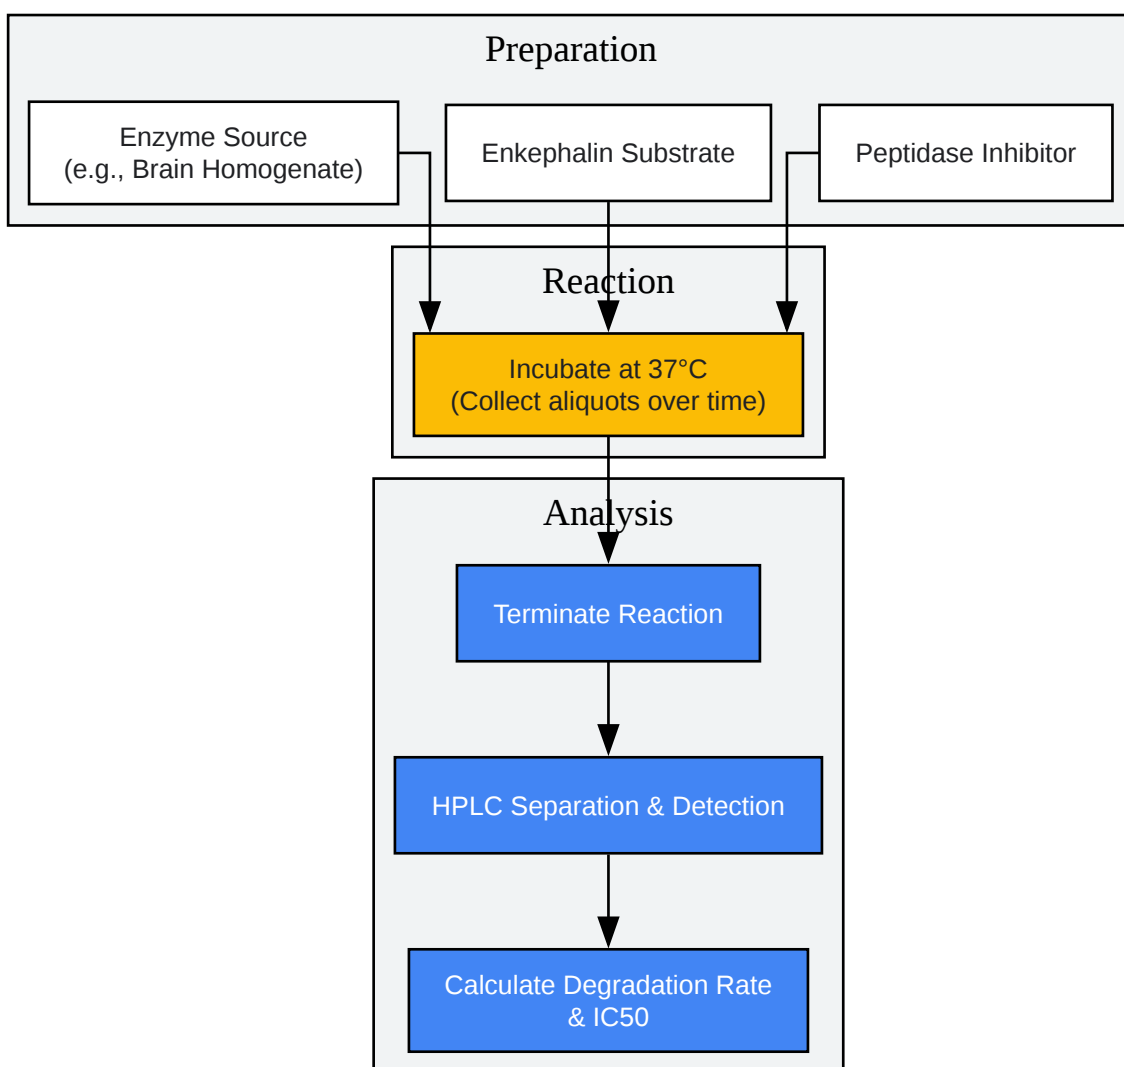 Preparation
Enzyme Source
(e.g., Brain Homogenate)
Enkephalin Substrate
Peptidase Inhibitor
Reaction
Incubate at 37°C
(Collect aliquots over time)
Analysis
Terminate Reaction
HPLC Separation & Detection
Calculate Degradation Rate
& IC50